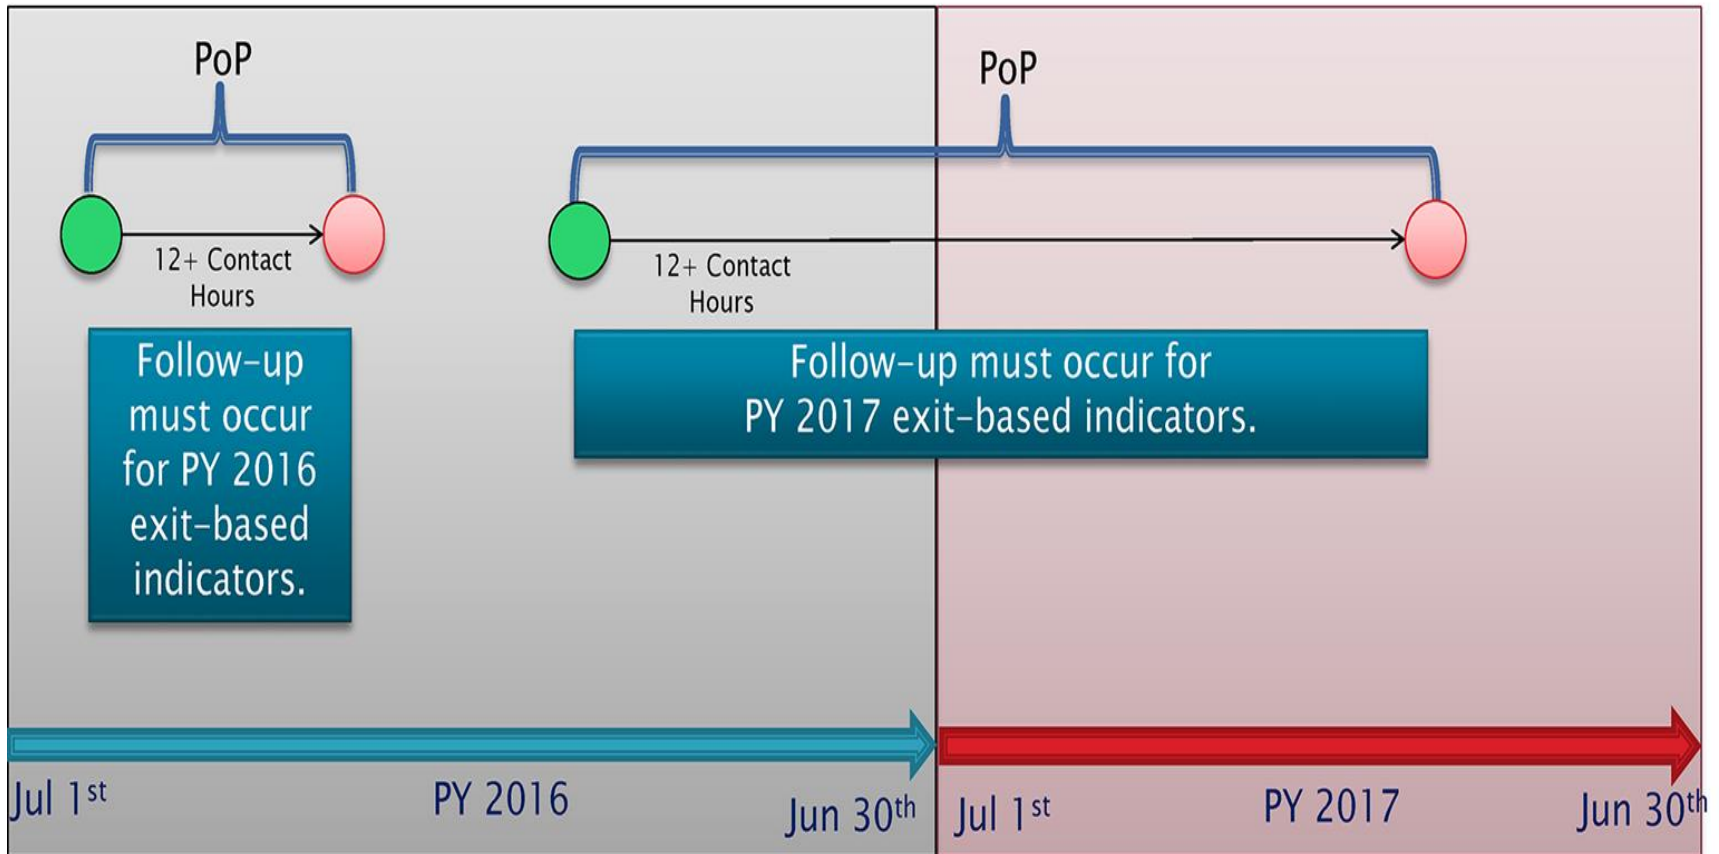 PoP
12+ Contact
Hours
Follow-up
must occur
for PY 2016
exit-based
indicators.
PoP
12+ Contact
Hours
Follow-up must occur for
PY 2017 exit-based indicators.
Jul 1st
PY 2016
Jun 30th
Jul 1st
PY 2017
Jun 30th